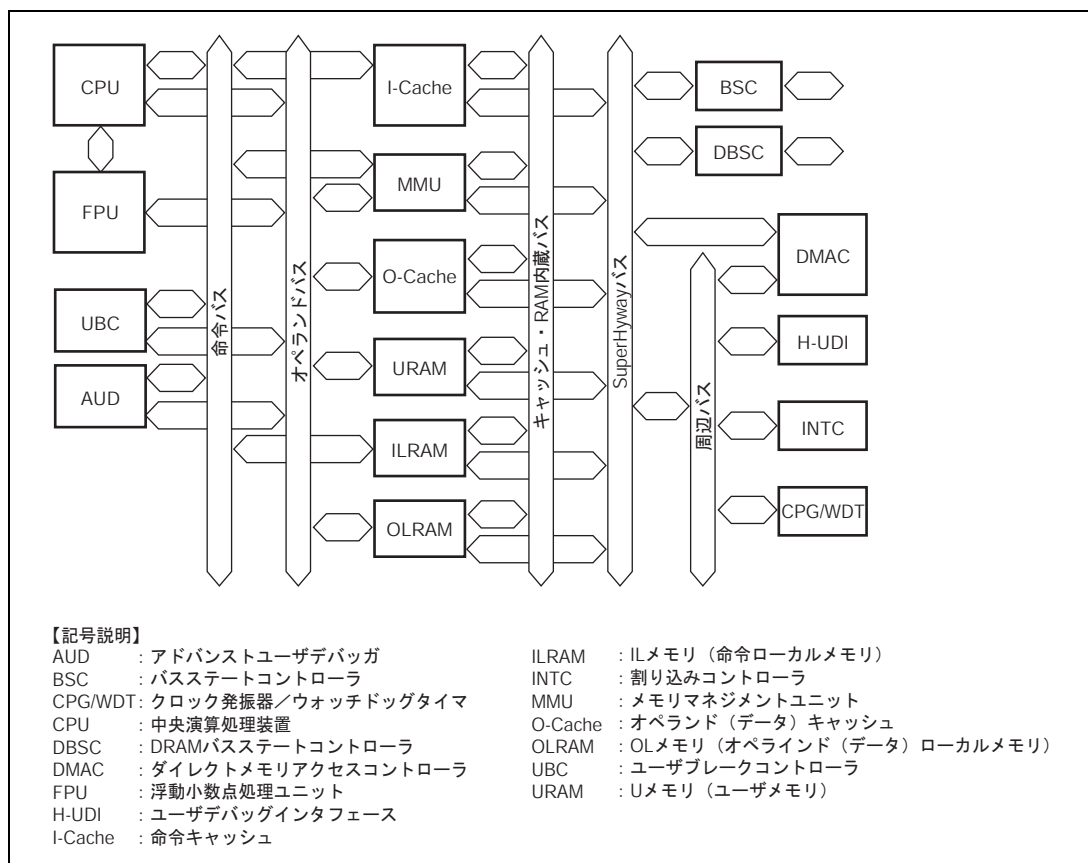 CPU
FPU
UBC
AUD
命令バス
オペランドバス
I-Cache
MMU
O-Cache
URAM
ILRAM
OLRAM
キャッシュ・RAM内蔵バス
SuperHywayバス
BSC
DBSC
DMAC
H-UDI
INTC
CPG/WDT
周辺バス
【記号説明】
AUD : アドバンストユーザデバッガ
BSC : バスステートコントローラ
CPG/WDT: クロック発振器／ウォッチドッグタイマ
CPU : 中央演算処理装置
DBSC : DRAMバスステートコントローラ
DMAC : ダイレクトメモリアクセスコントローラ
FPU : 浮動小数点処理ユニット
H-UDI : ユーザデバッグインタフェース
I-Cache : 命令キャッシュ
ILRAM : ILメモリ（命令ローカルメモリ）
INTC : 割り込みコントローラ
MMU : メモリマネジメントユニット
O-Cache : オペランド（データ）キャッシュ
OLRAM : OLメモリ（オペラインド（データ）ローカルメモリ）
UBC : ユーザブレークコントローラ
URAM : Uメモリ（ユーザメモリ）